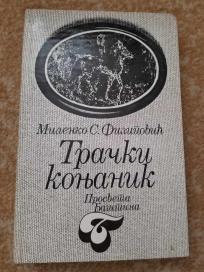 Миленко С. Филиповић
Трачки
коњаник
Просвета
Баштина
Б